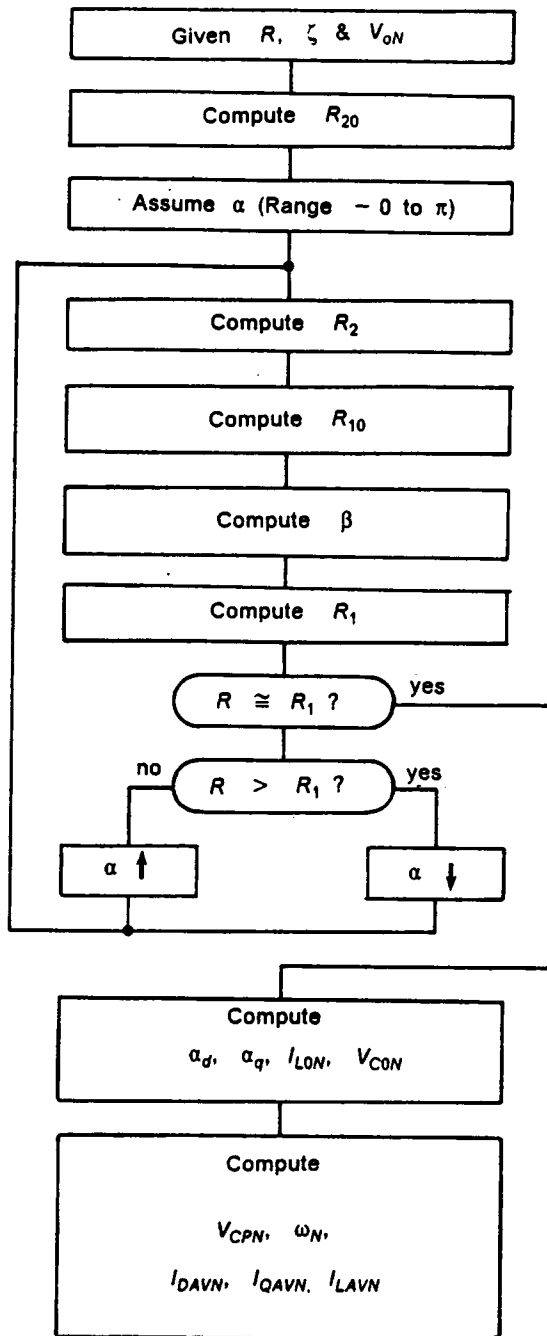 Given R, ζ & V_oN
Compute R_20
Assume α (Range − 0 to π)
Compute R_2
Compute R_10
Compute β
Compute R_1
R ≅ R_1 ?
yes
no
R > R_1 ?
yes
α ↑
α ↓
Compute
α_d, α_q, I_L0N, V_C0N
Compute
V_CPN, ω_N,
I_DAVN, I_QAVN, I_LAVN